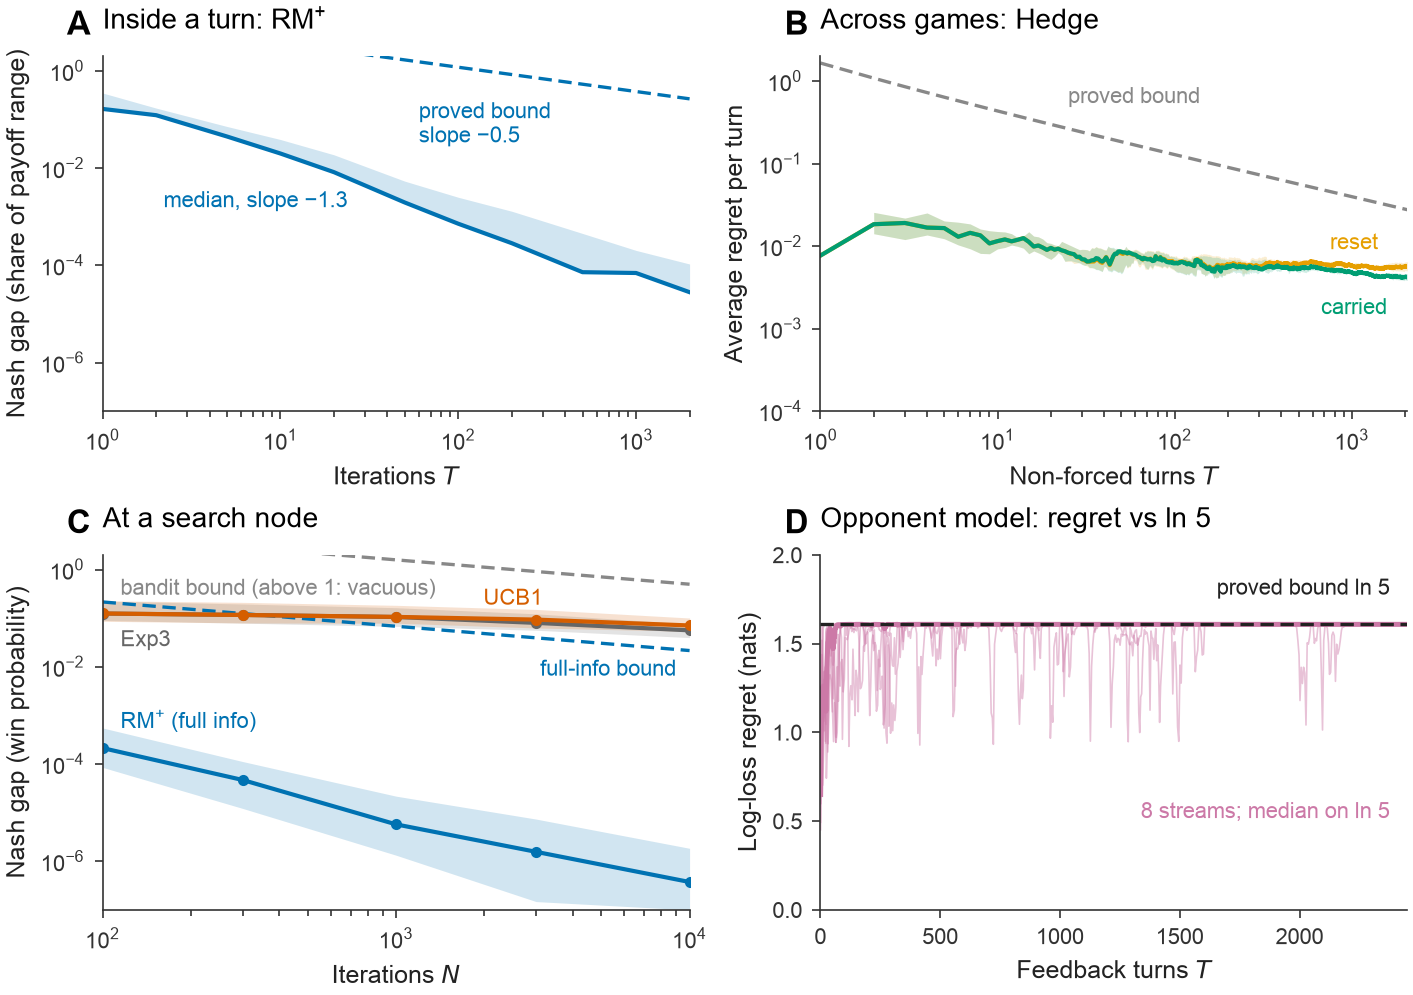 A Inside a turn: RM⁺
Nash gap (share of payoff range)
10⁰
10⁻²
10⁻⁴
10⁻⁶
proved bound
slope −0.5
median, slope −1.3
10⁰ 10¹ 10² 10³
Iterations T
B Across games: Hedge
Average regret per turn
10⁰
10⁻¹
10⁻²
10⁻³
10⁻⁴
proved bound
reset
carried
10⁰ 10¹ 10² 10³
Non-forced turns T
C At a search node
Nash gap (win probability)
10⁰
10⁻²
10⁻⁴
10⁻⁶
bandit bound (above 1: vacuous)
UCB1
Exp3
full-info bound
RM⁺ (full info)
10² 10³ 10⁴
Iterations N
D Opponent model: regret vs ln 5
Log-loss regret (nats)
2.0
1.5
1.0
0.5
0.0
proved bound ln 5
8 streams; median on ln 5
0 500 1000 1500 2000
Feedback turns T